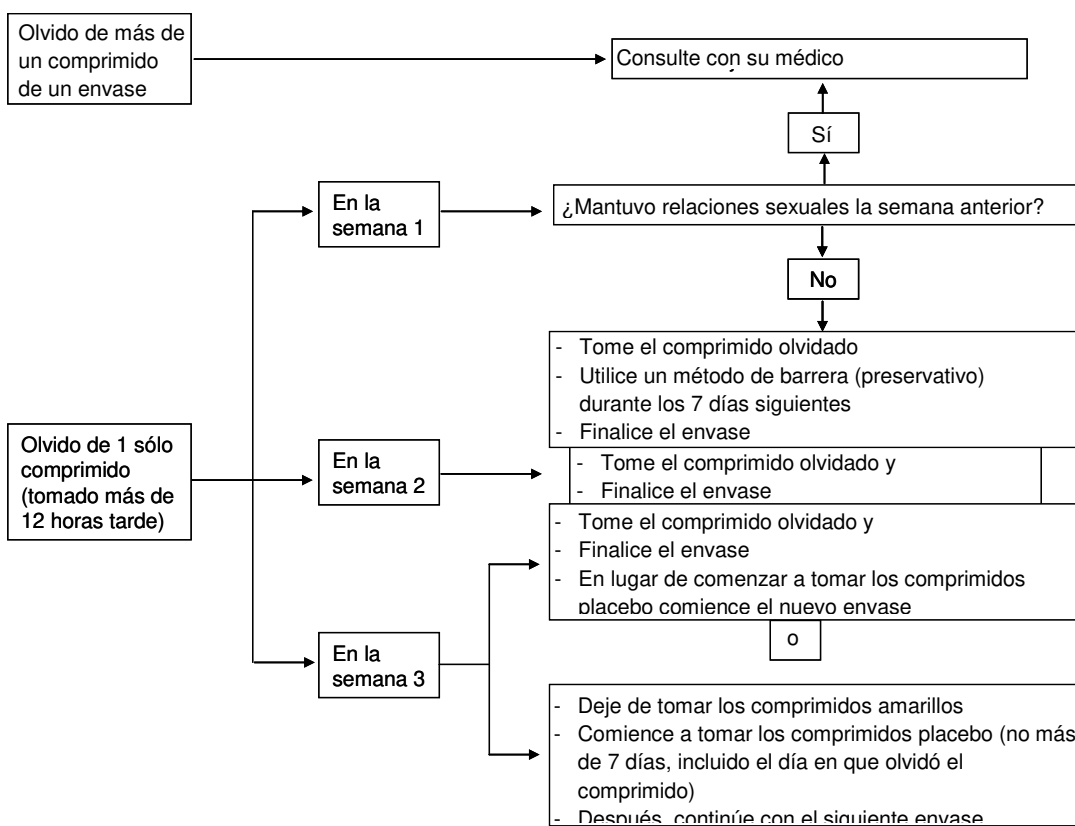 Olvido de más de
un comprimido
de un envase
Consulte con su médico
Sí
En la
semana 1
¿Mantuvo relaciones sexuales la semana anterior?
No
- Tome el comprimido olvidado
- Utilice un método de barrera (preservativo)
durante los 7 días siguientes
- Finalice el envase
Olvido de 1 sólo
comprimido
(tomado más de
12 horas tarde)
En la
semana 2
- Tome el comprimido olvidado y
- Finalice el envase
- Tome el comprimido olvidado y
- Finalice el envase
- En lugar de comenzar a tomar los comprimidos
placebo comience el nuevo envase
o
En la
semana 3
- Deje de tomar los comprimidos amarillos
- Comience a tomar los comprimidos placebo (no más
de 7 días, incluido el día en que olvidó el
comprimido)
- Después, continúe con el siguiente envase